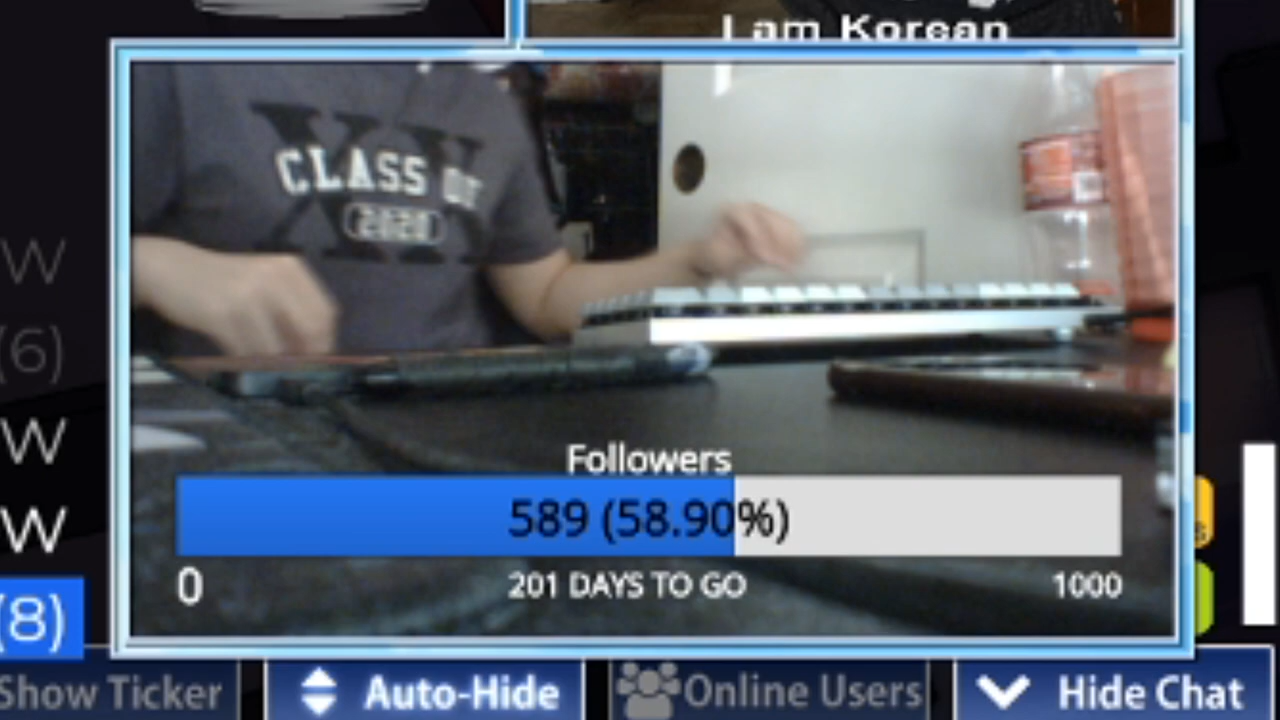 I am Korean
CLASS OF
2020
W
(6)
W
W
(8)
Followers
589 (58.90%)
0
201 DAYS TO GO
1000
Show Ticker
Auto-Hide
Online Users
Hide Chat